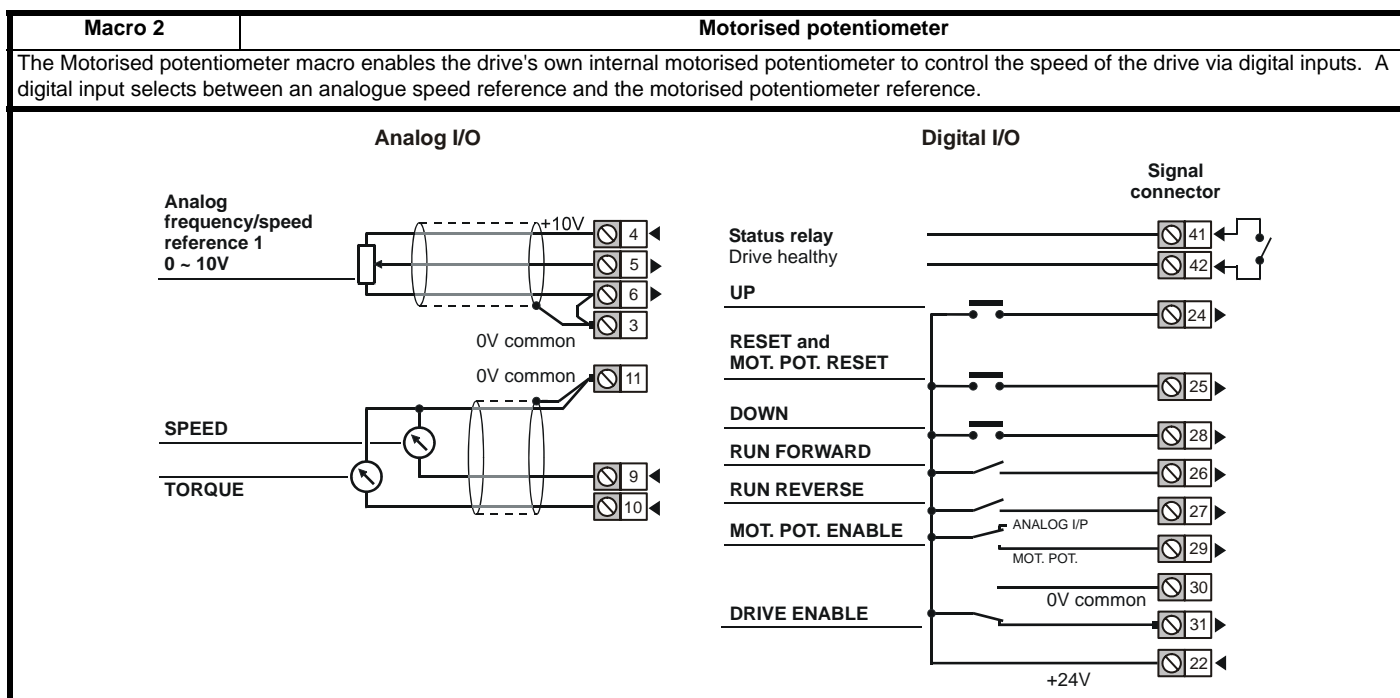 Macro 2
Motorised potentiometer
The Motorised potentiometer macro enables the drive's own internal motorised potentiometer to control the speed of the drive via digital inputs. A
digital input selects between an analogue speed reference and the motorised potentiometer reference.
Analog I/O
Analog
frequency/speed
reference 1
0 ~ 10V
+10V
4
5
6
3
0V common
0V common
11
SPEED
9
TORQUE
10
Digital I/O
Signal
connector
Status relay
Drive healthy
41
42
UP
24
RESET and
MOT. POT. RESET
25
DOWN
28
RUN FORWARD
26
RUN REVERSE
27
MOT. POT. ENABLE
ANALOG I/P
MOT. POT.
29
30
0V common
DRIVE ENABLE
31
22
+24V